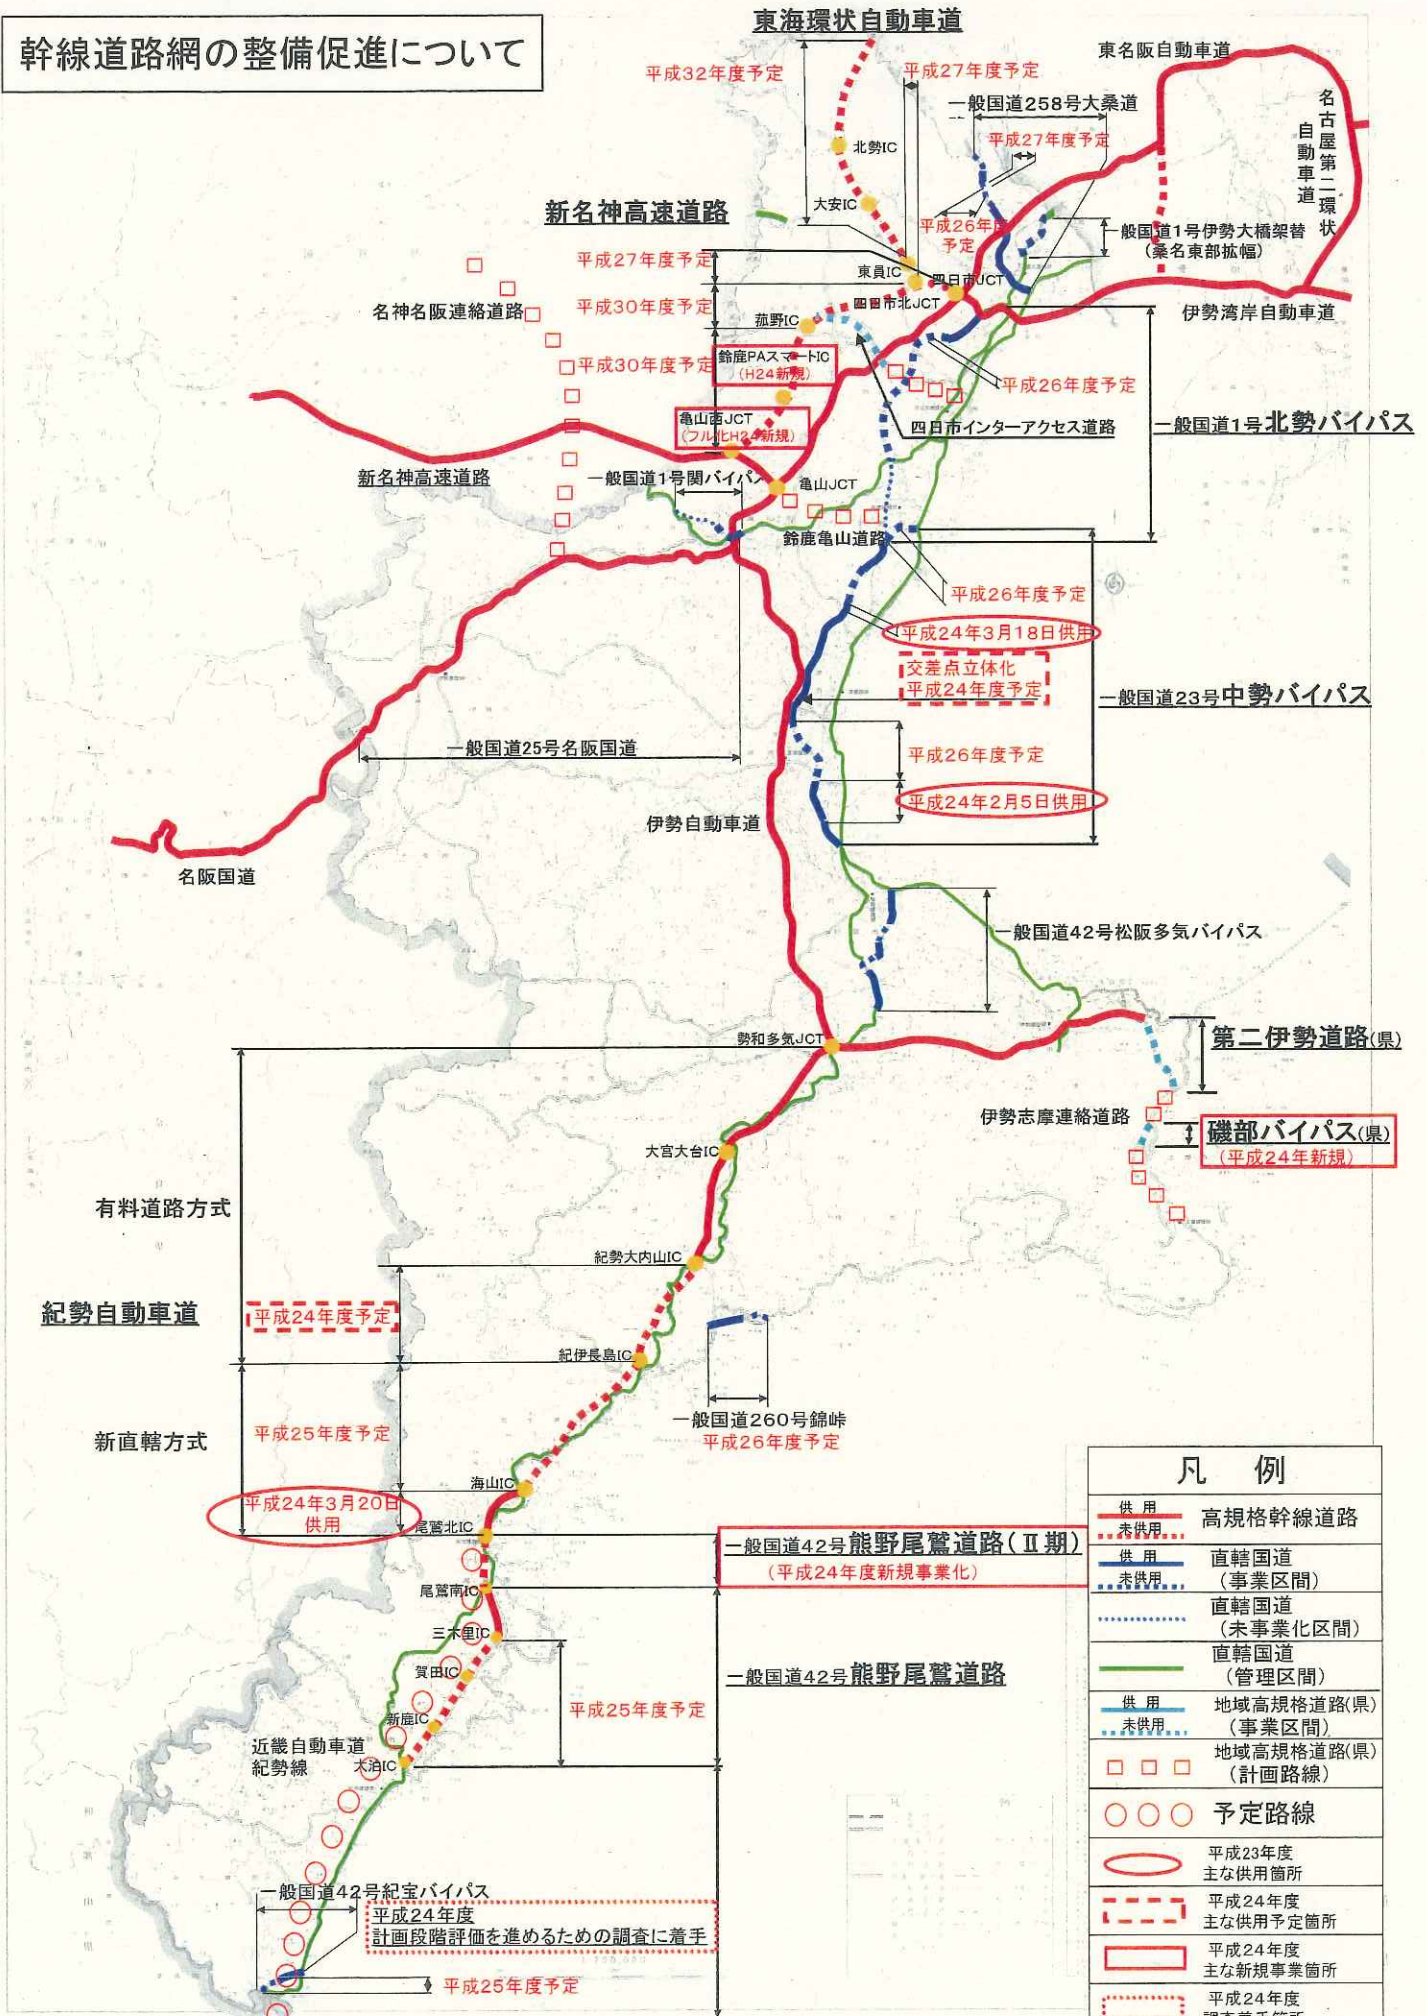 幹線道路網の整備促進について
東海環状自動車道
平成32年度予定
平成27年度予定
東名阪自動車道
一般国道258号大桑道
平成27年度予定
名古屋第二環状
自動車道
北勢IC
大安IC
新名神高速道路
平成26年度
予定
一般国道1号伊勢大橋架替
(桑名東部拡幅)
平成27年度予定
東員IC
四日市JCT
名神名阪連絡道路
平成30年度予定
四日市北JCT
菰野IC
伊勢湾岸自動車道
平成30年度予定
鈴鹿PAスマートIC
(H24新規)
平成26年度予定
亀山西JCT
(フル化H24新規)
四日市インターアクセス道路
一般国道1号北勢バイパス
新名神高速道路
一般国道1号関バイパス
亀山JCT
鈴鹿亀山道路
平成26年度予定
平成24年3月18日供用
交差点立体化
平成24年度予定
一般国道23号中勢バイパス
一般国道25号名阪国道
平成26年度予定
平成24年2月5日供用
伊勢自動車道
名阪国道
一般国道42号松阪多気バイパス
勢和多気JCT
第二伊勢道路(県)
伊勢志摩連絡道路
磯部バイパス(県)
(平成24年新規)
大宮大台IC
有料道路方式
紀勢大内山IC
紀勢自動車道
平成24年度予定
紀伊長島IC
一般国道260号錦峠
平成26年度予定
新直轄方式
平成25年度予定
海山IC
平成24年3月20日
供用
尾鷲北IC
一般国道42号熊野尾鷲道路(Ⅱ期)
(平成24年度新規事業化)
尾鷲南IC
三木里IC
賀田IC
一般国道42号熊野尾鷲道路
平成25年度予定
新鹿IC
近畿自動車道
紀勢線
大泊IC
一般国道42号紀宝バイパス
平成24年度
計画段階評価を進めるための調査に着手
平成25年度予定
凡 例
供用
未供用
高規格幹線道路
供用
未供用
直轄国道
(事業区間)
直轄国道
(未事業化区間)
直轄国道
(管理区間)
供用
未供用
地域高規格道路(県)
(事業区間)
地域高規格道路(県)
(計画路線)
予定路線
平成23年度
主な供用箇所
平成24年度
主な供用予定箇所
平成24年度
主な新規事業箇所
平成24年度